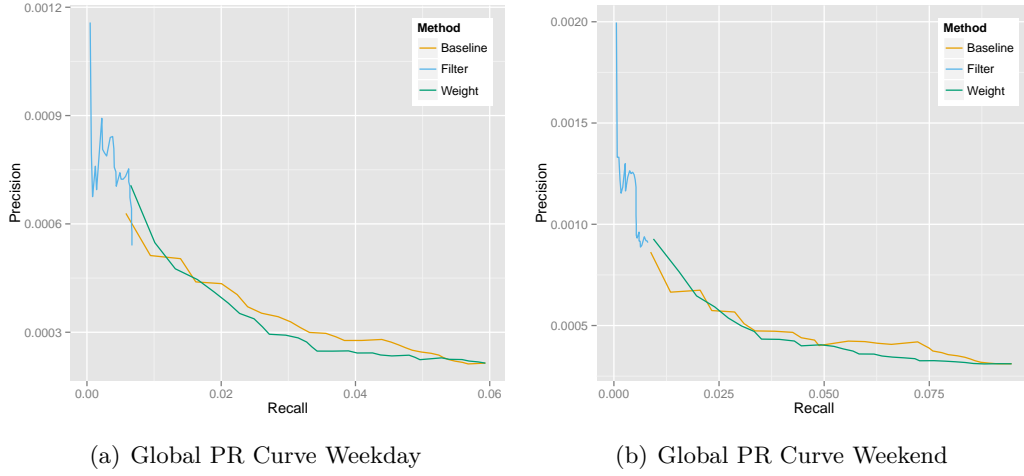 0.0012
0.0009
0.0006
0.0003
Precision
0.00
0.02
0.04
0.06
Recall
Method
Baseline
Filter
Weight
(a) Global PR Curve Weekday
0.0020
0.0015
0.0010
0.0005
Precision
0.000
0.025
0.050
0.075
Recall
Method
Baseline
Filter
Weight
(b) Global PR Curve Weekend